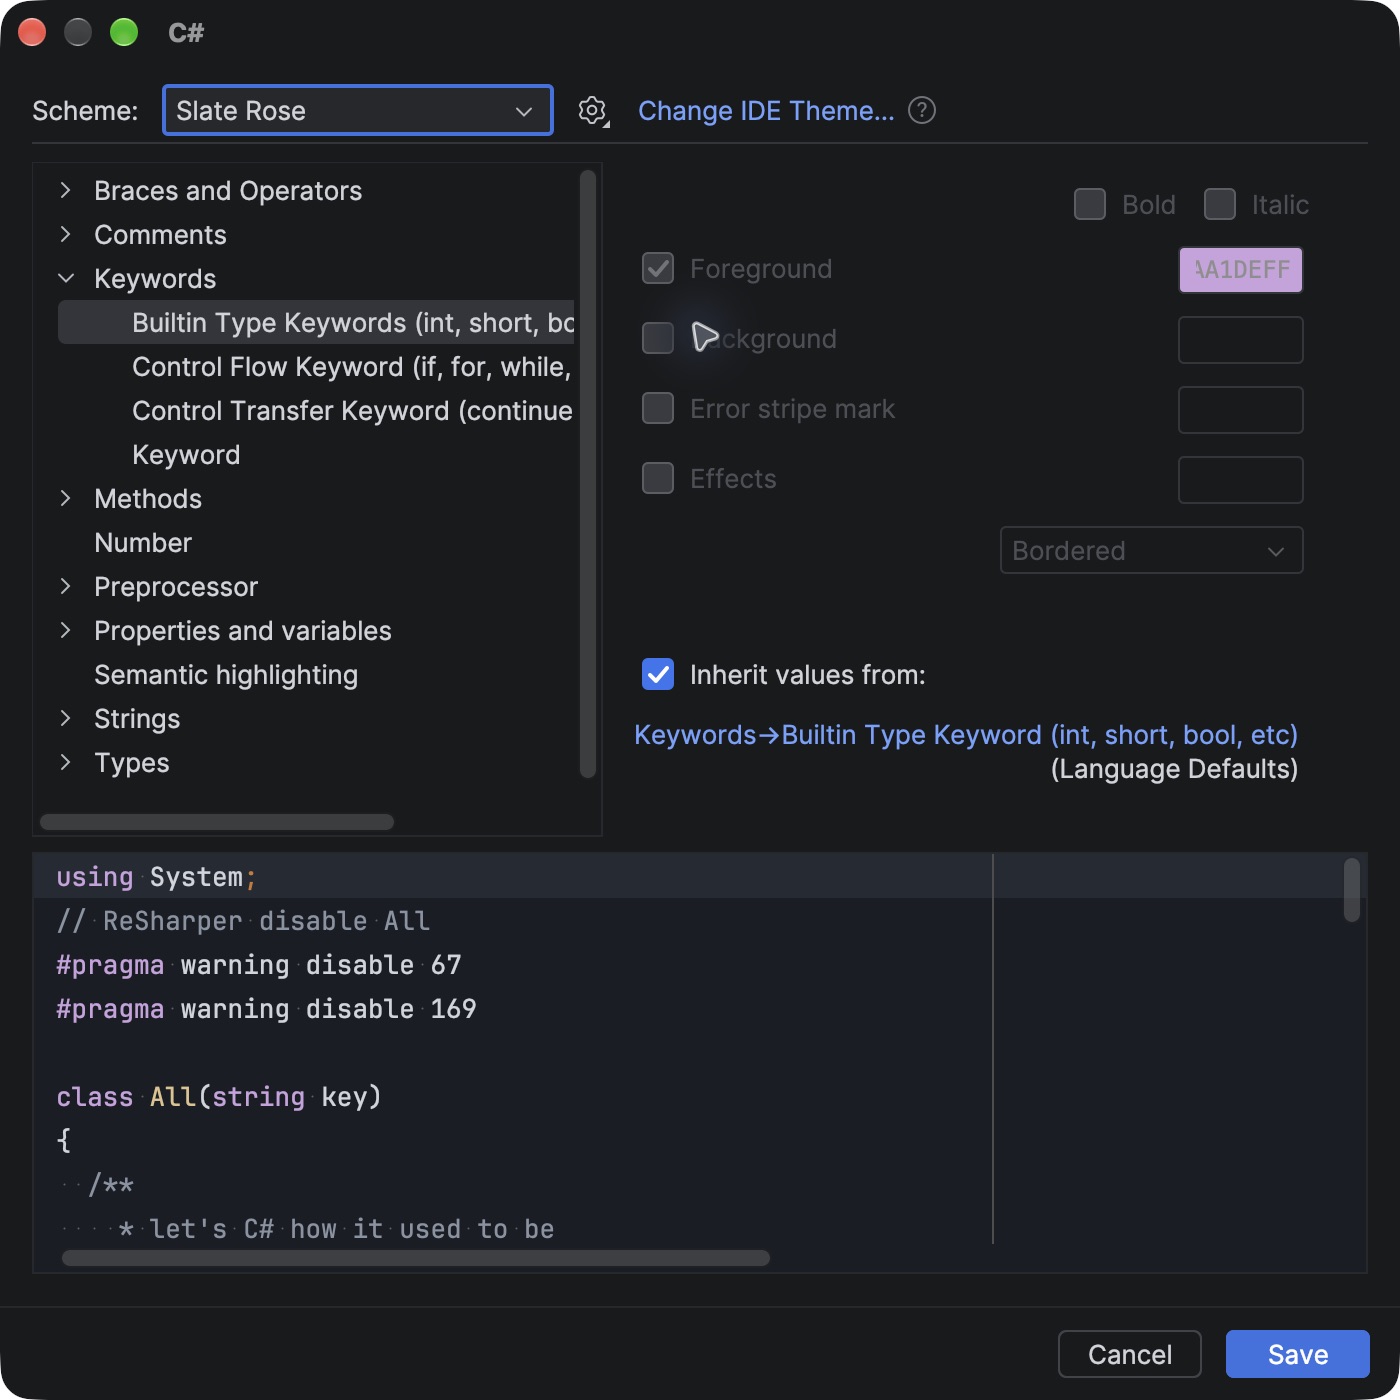 C#
Scheme: Slate Rose Change IDE Theme... ?
Braces and Operators
Comments
Keywords
Builtin Type Keywords (int, short, bo
Control Flow Keyword (if, for, while,
Control Transfer Keyword (continue
Keyword
Methods
Number
Preprocessor
Properties and variables
Semantic highlighting
Strings
Types
Bold Italic
Foreground AA1DEFF
ckground
Error stripe mark
Effects
Bordered
Inherit values from:
Keywords→Builtin Type Keyword (int, short, bool, etc)
(Language Defaults)
using System;
// ReSharper disable All
#pragma warning disable 67
#pragma warning disable 169
class All(string key)
{
/**
* let's C# how it used to be
Cancel Save